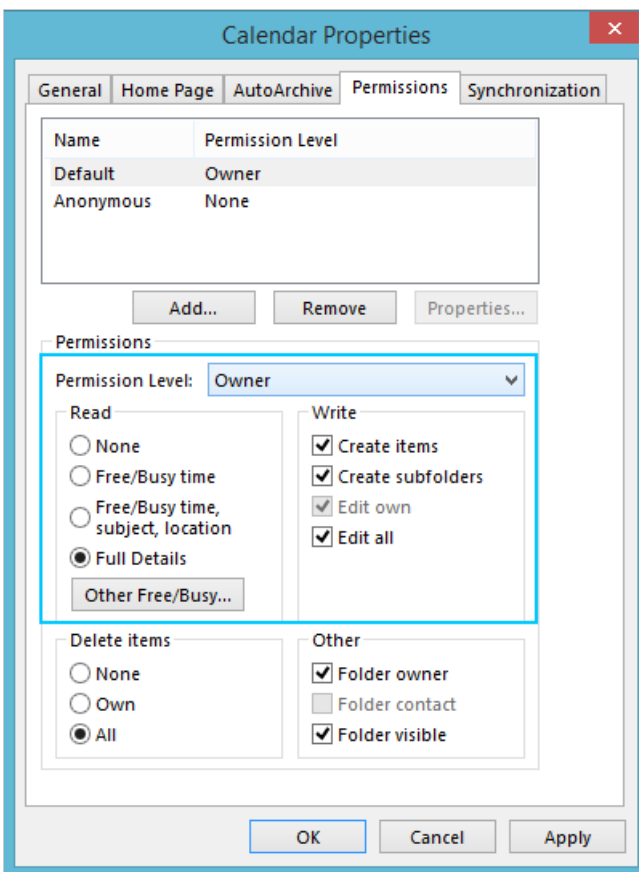 Calendar Properties
General Home Page AutoArchive Permissions Synchronization
Name Permission Level
Default Owner
Anonymous None
Add... Remove Properties...
Permissions
Permission Level: Owner
Read
None
Free/Busy time
Free/Busy time,
subject, location
Full Details
Other Free/Busy...
Write
Create items
Create subfolders
Edit own
Edit all
Delete items
None
Own
All
Other
Folder owner
Folder contact
Folder visible
OK Cancel Apply